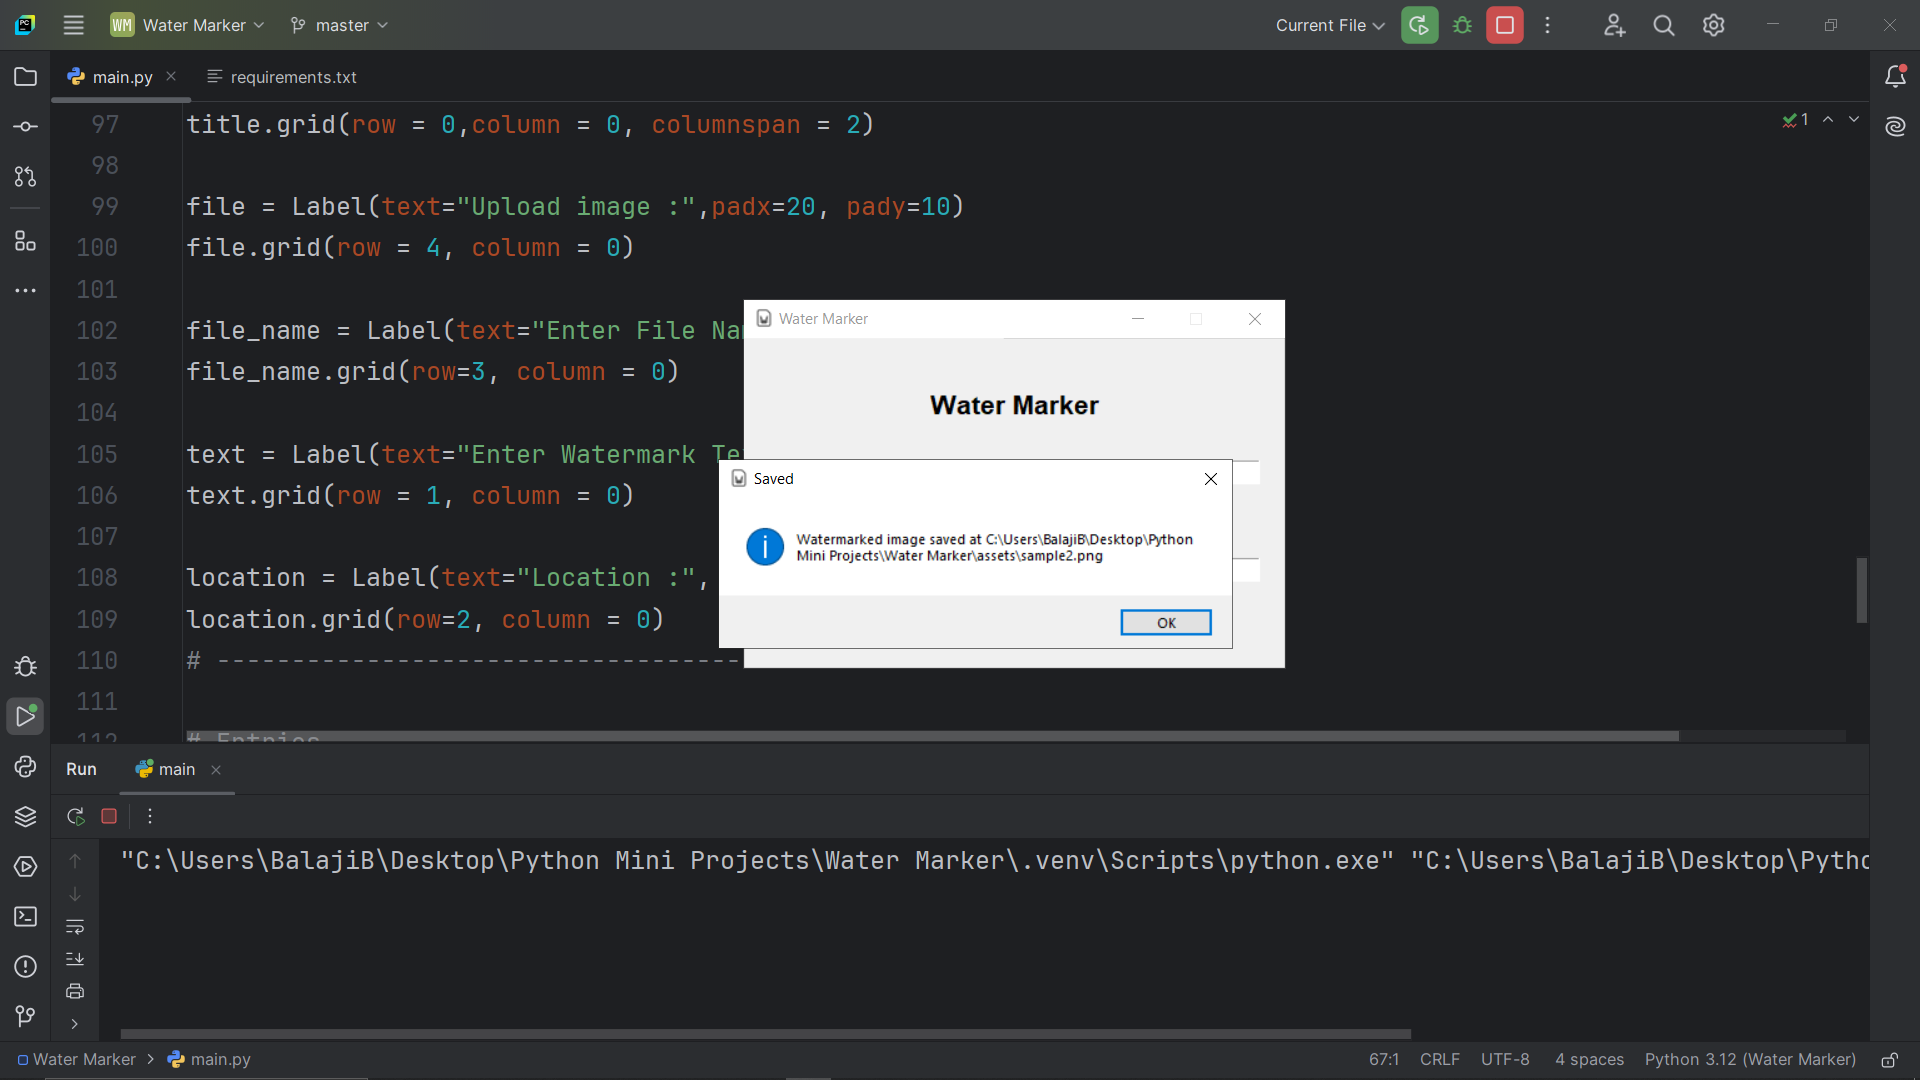 WM Water Marker master Current File
main.py requirements.txt
97 title.grid(row = 0,column = 0, columnspan = 2)
1
98
99 file = Label(text="Upload image :",padx=20, pady=10)
100 file.grid(row = 4, column = 0)
101
102 file_name = Label(text="Enter File Na
103 file_name.grid(row=3, column = 0)
104
105 text = Label(text="Enter Watermark Te
106 text.grid(row = 1, column = 0)
107
108 location = Label(text="Location :",
109 location.grid(row=2, column = 0)
110 # -----------------------------------
111
112 # Entries
Water Marker
Water Marker
Saved
Watermarked image saved at C:\Users\BalajiB\Desktop\Python
Mini Projects\Water Marker\assets\sample2.png
OK
Run main
"C:\Users\BalajiB\Desktop\Python Mini Projects\Water Marker\.venv\Scripts\python.exe" "C:\Users\BalajiB\Desktop\Pytho
Water Marker > main.py 67:1 CRLF UTF-8 4 spaces Python 3.12 (Water Marker)